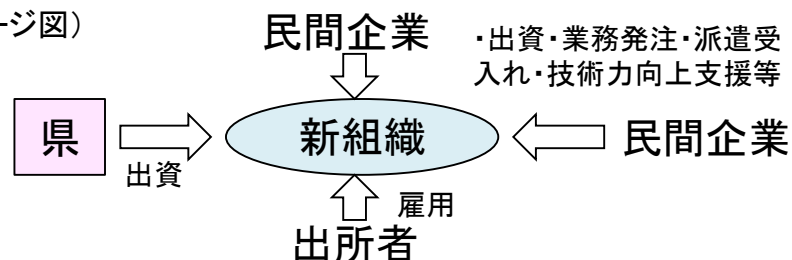 ージ図）
民間企業
・出資・業務発注・派遣受
入れ・技術力向上支援等
県
新組織
民間企業
出資
雇用
出所者